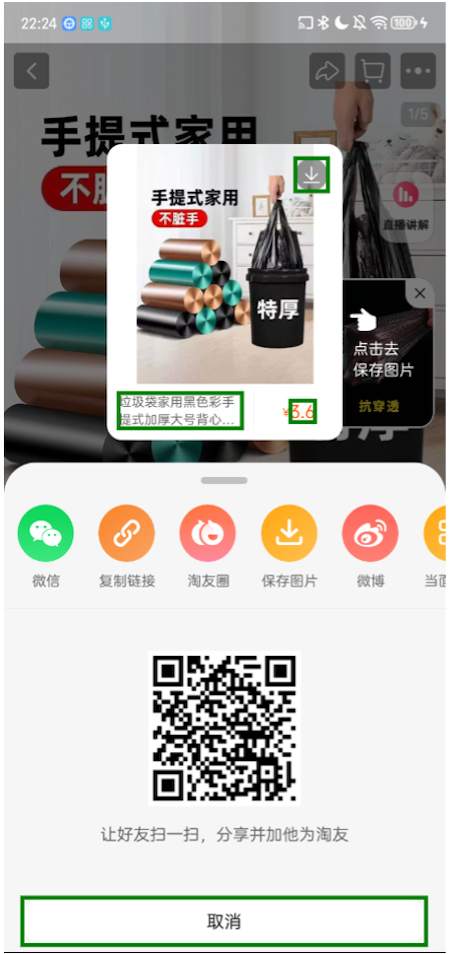 22:24
100
手提式家用
1/5
不脏
直播讲解
手提式家用
不脏手
特厚
点击去
保存图片
抗穿透
垃圾袋家用黑色彩手
提式加厚大号背心...
¥3.6
微信
复制链接
淘友圈
保存图片
微博
当面
让好友扫一扫，分享并加他为淘友
取消